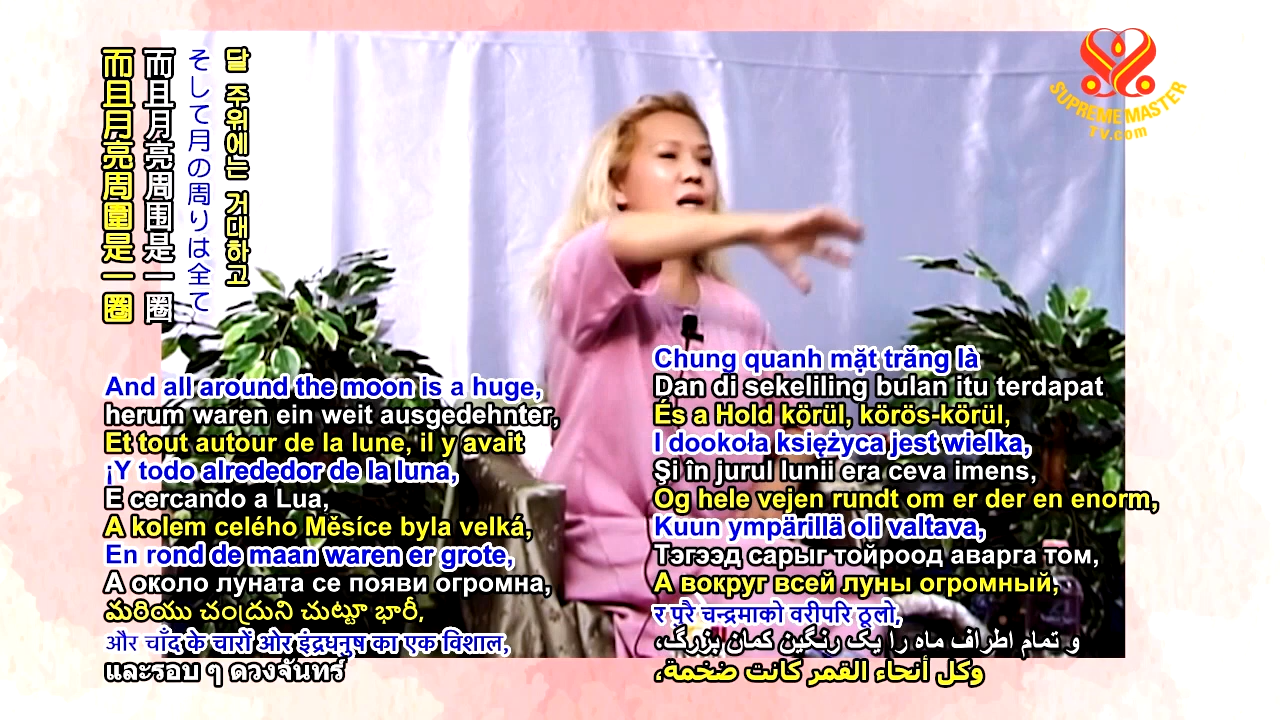 而且月亮周圍是一圈
而且月亮周围是一圈
そして月の周りは全て
달 주위에는 거대하고
SUPREME MASTER
TV.com
And all around the moon is a huge,
herum waren ein weit ausgedehnter,
Et tout autour de la lune, il y avait
¡Y todo alrededor de la luna,
E cercando a Lua,
A kolem celého Měsíce byla velká,
En rond de maan waren er grote,
А около луната се появи огромна,
మరియు చంద్రుని చుట్టూ భారీ,
और चाँद के चारों ओर इंद्रधनुष का एक विशाल,
และรอบ ๆ ดวงจันทร์
Chung quanh mặt trăng là
Dan di sekeliling bulan itu terdapat
És a Hold körül, körös-körül,
I dookoła księżyca jest wielka,
Şi în jurul lunii era ceva imens,
Og hele vejen rundt om er der en enorm,
Kuun ympärillä oli valtava,
Тэгээд сарыг тойроод аварга том,
А вокруг всей луны огромный,
र पुरै चन्द्रमाको वरीपरि ठूलो,
و تمام اطراف ماه را یک رنگین کمان بزرگ،
وكل أنحاء القمر كانت ضخمة،